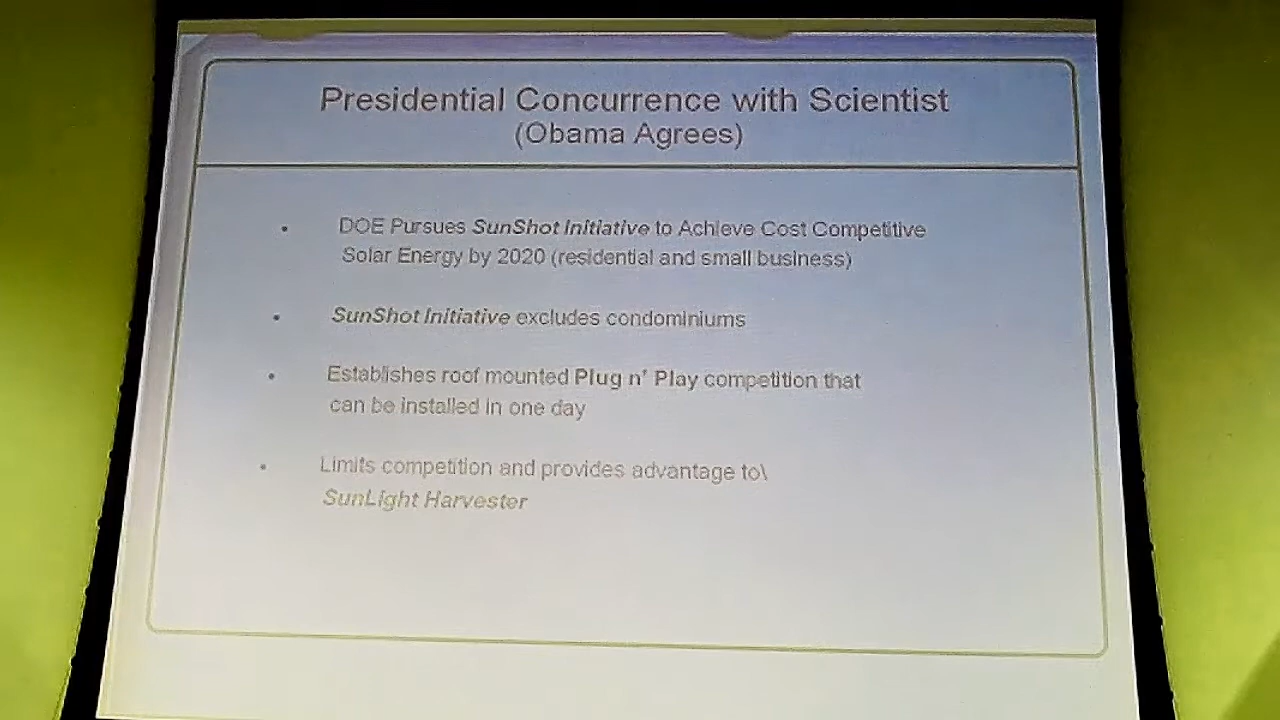 Presidential Concurrence with Scientist
(Obama Agrees)
• DOE Pursues SunShot Initiative to Achieve Cost Competitive
Solar Energy by 2020 (residential and small business)
• SunShot Initiative excludes condominiums
• Establishes roof mounted Plug n' Play competition that
can be installed in one day
• Limits competition and provides advantage to\
SunLight Harvester